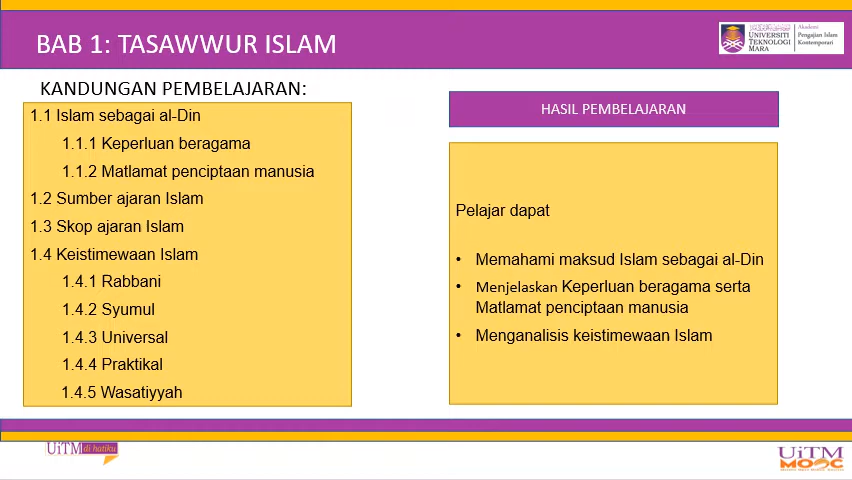 BAB 1: TASAWWUR ISLAM
UNIVERSITI
TEKNOLOGI
MARA
Akademi
Pengajian Islam
Kontemporari
KANDUNGAN PEMBELAJARAN:
1.1 Islam sebagai al-Din
1.1.1 Keperluan beragama
1.1.2 Matlamat penciptaan manusia
1.2 Sumber ajaran Islam
1.3 Skop ajaran Islam
1.4 Keistimewaan Islam
1.4.1 Rabbani
1.4.2 Syumul
1.4.3 Universal
1.4.4 Praktikal
1.4.5 Wasatiyyah
HASIL PEMBELAJARAN
Pelajar dapat
• Memahami maksud Islam sebagai al-Din
• Menjelaskan Keperluan beragama serta
Matlamat penciptaan manusia
• Menganalisis keistimewaan Islam
UiTM di hatiku
UiTM
MOOC